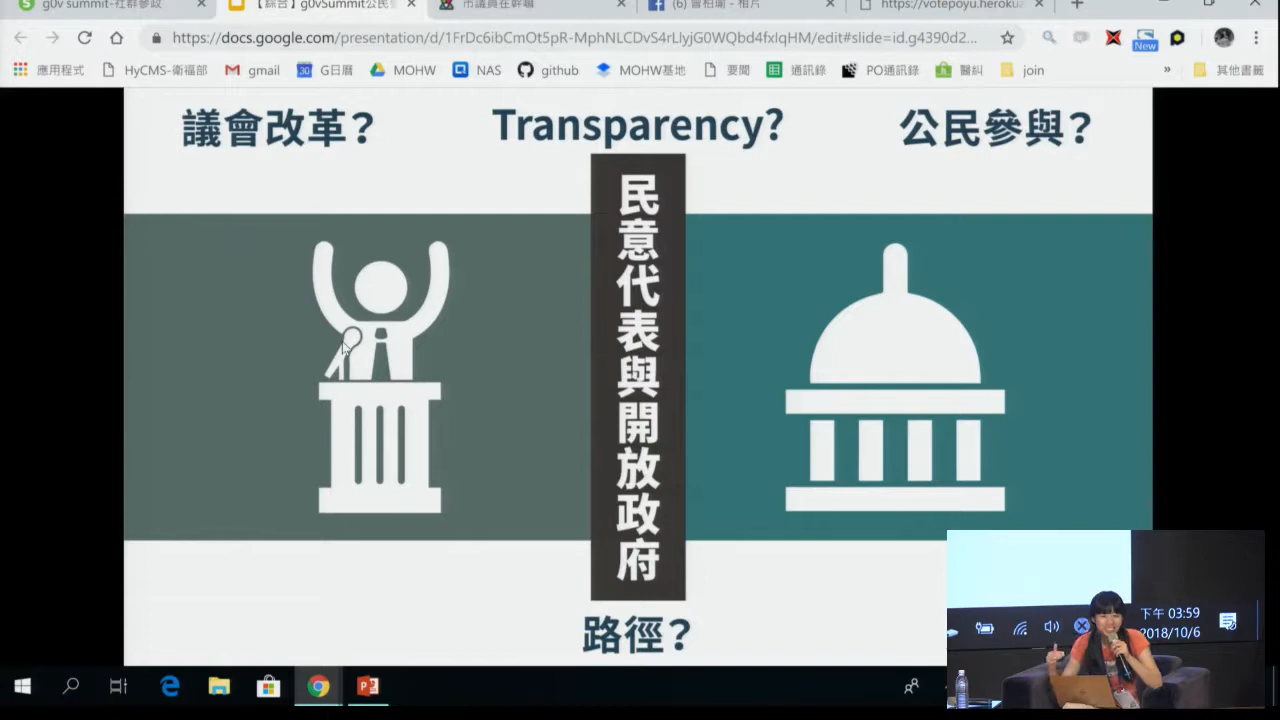 g0v summit-社群參政
【綜合】g0vSummit公民
市議員在幹嘛
(6) 曾柏瑜 - 相片
https://votepoyu.heroku
https://docs.google.com/presentation/d/1FrDc6ibCmOt5pR-MphNLCDvS4rLlyjG0WQbd4fxlqHM/edit#slide=id.g4390d2...
New
應用程式
HyCMS-衛福部
gmail
30
G日曆
MOHW
NAS
github
MOHW基地
要聞
通訊錄
PO通訊錄
醫糾
join
»
其他書籤
議會改革？
Transparency?
公民參與？
民意代表與開放政府
路徑？
下午 03:59
2018/10/6